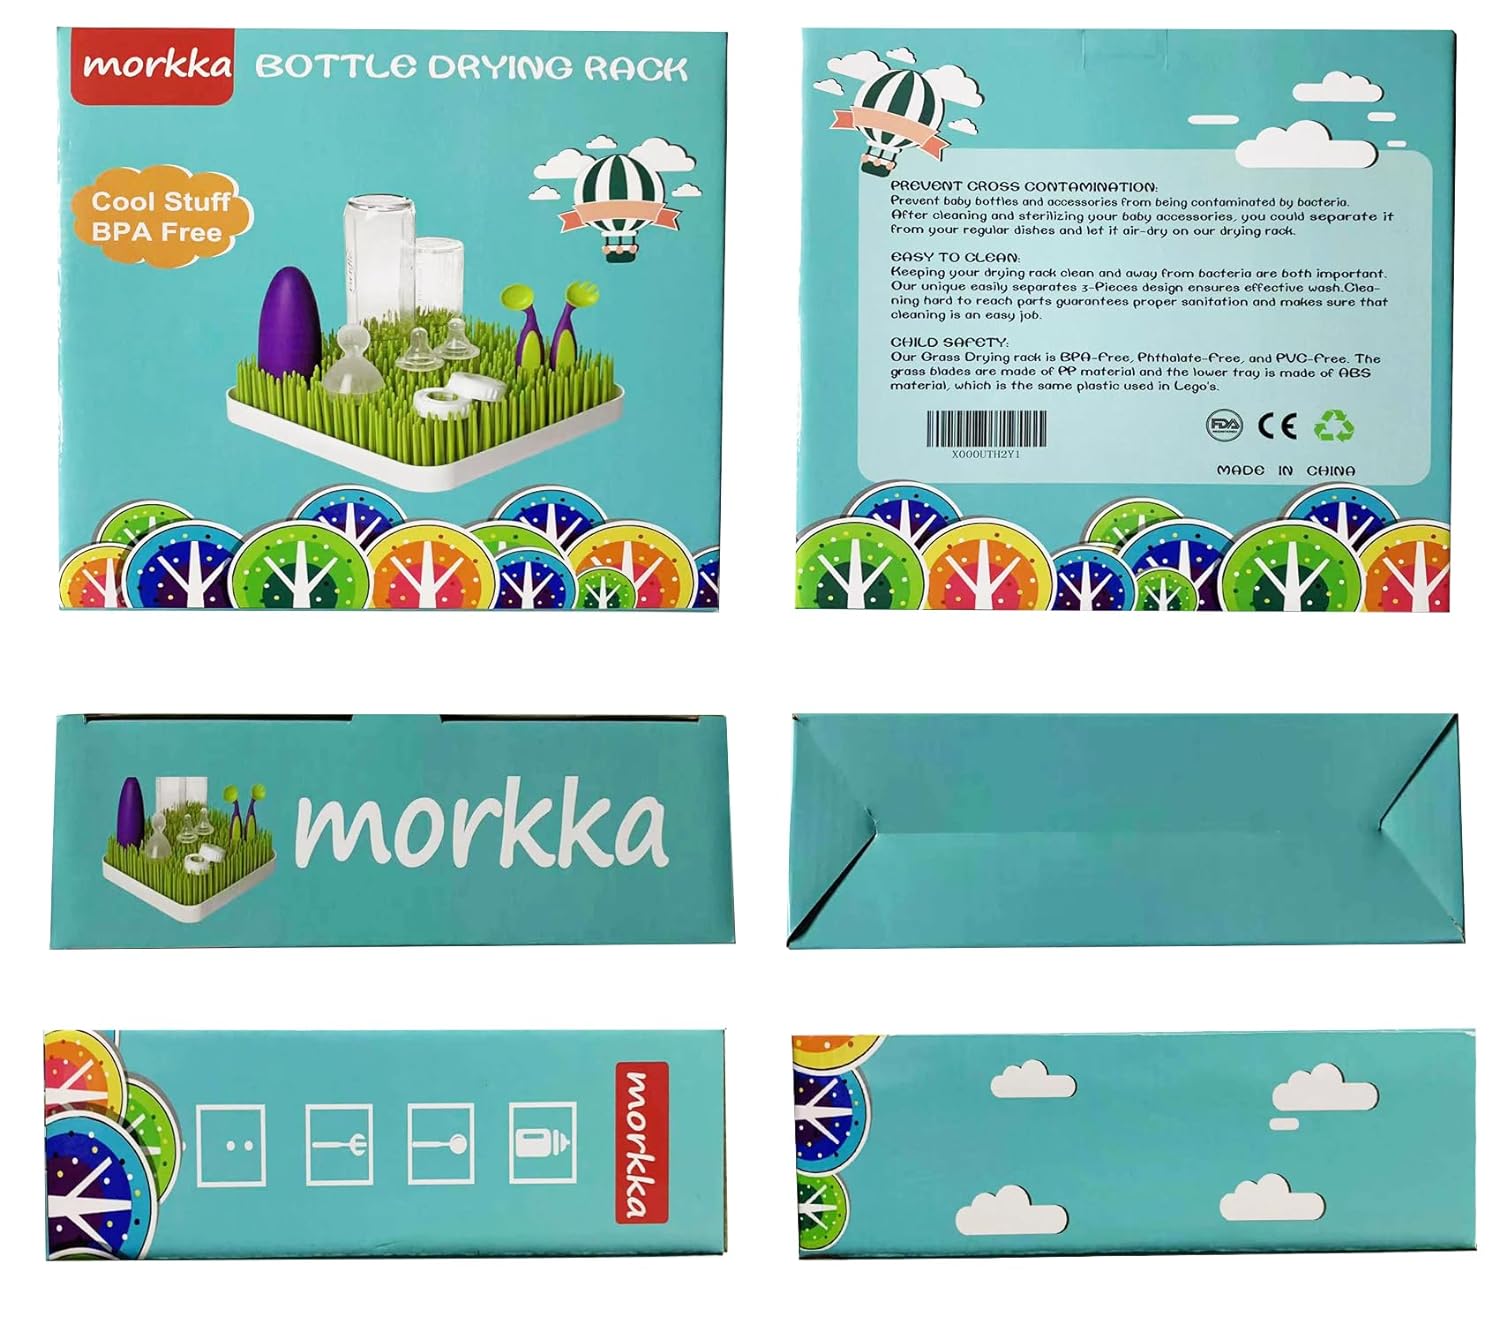 morkka BOTTLE DRYING RACK
Cool Stuff
BPA Free
PREVENT CROSS CONTAMINATION:
Prevent baby bottles and accessories from being contaminated by bacteria.
After cleaning and sterilizing your baby accessories, you could separate it
from your regular dishes and let it air-dry on our drying rack.
EASY TO CLEAN:
Keeping your drying rack clean and away from bacteria are both important.
Our unique easily separates 3-Pieces design ensures effective wash.Clea-
ning hard to reach parts guarantees proper sanitation and makes sure that
cleaning is an easy job.
CHILD SAFETY:
Our Grass Drying rack is BPA-free, Phthalate-free, and PVC-free. The
grass blades are made of PP material and the lower tray is made of ABS
material, which is the same plastic used in Lego's.
X000UTH2Y1
FDA
CE
MADE IN CHINA
morkka
morkka